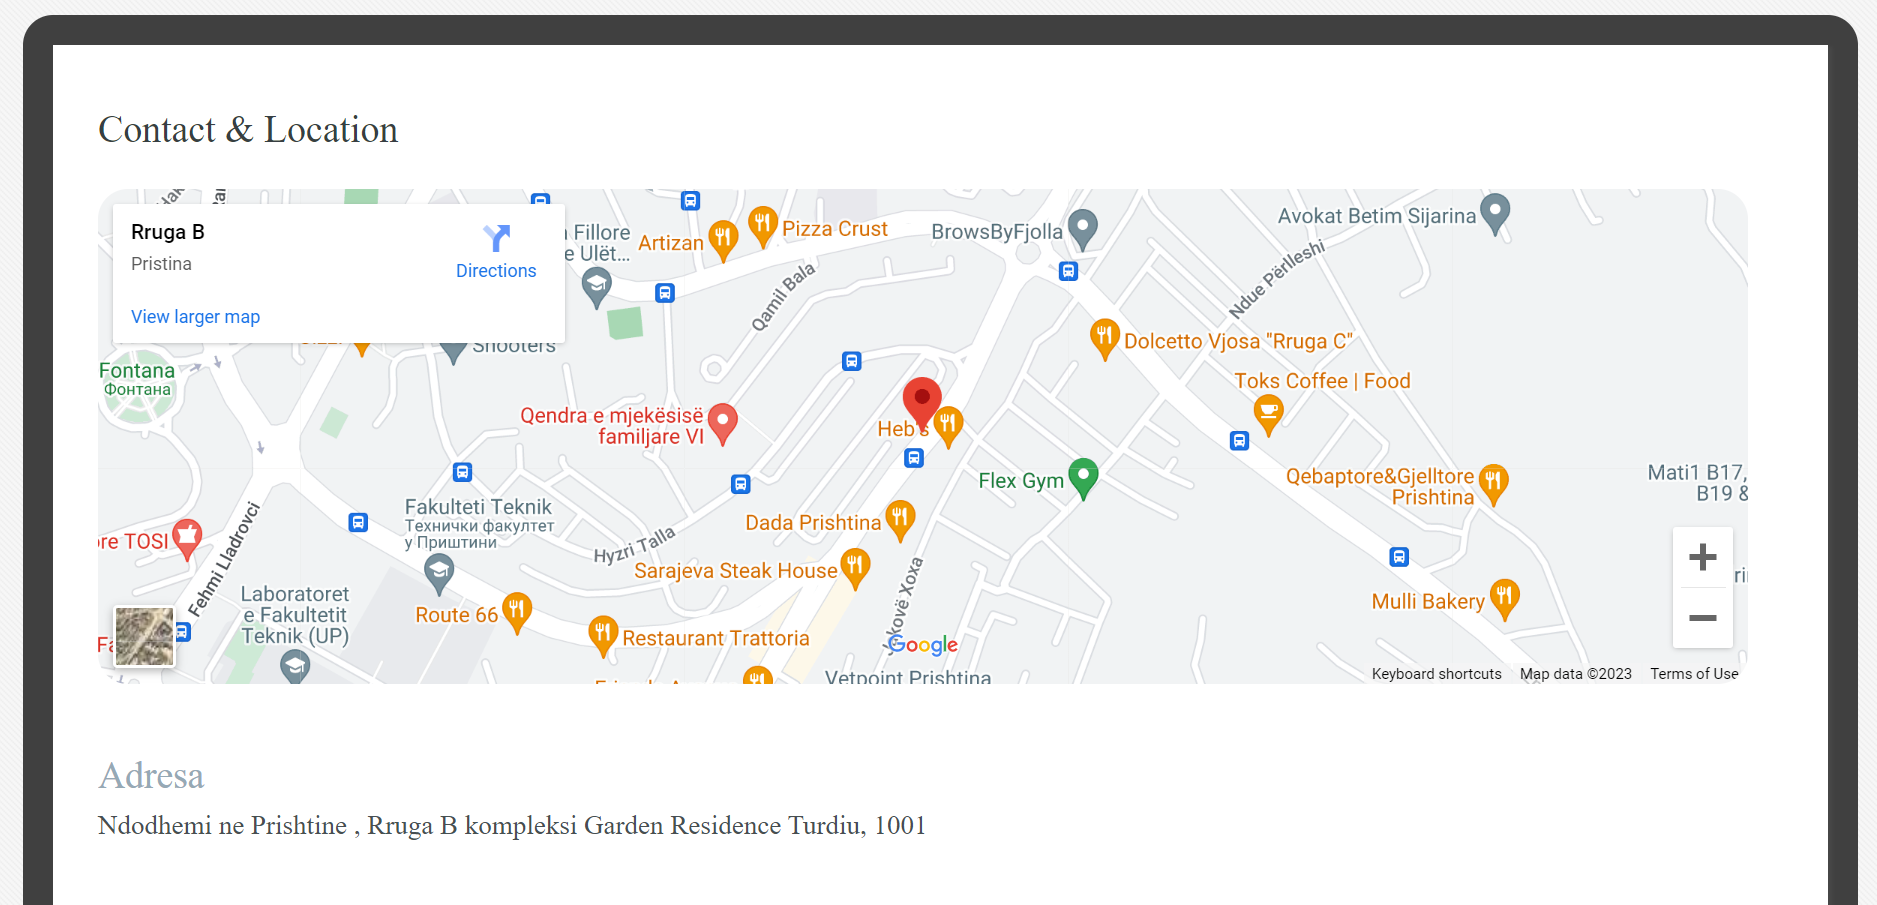 Contact & Location
Rruga B
Pristina
Directions
View larger map
Fillore
e Ulët...
Artizan
Pizza Crust
BrowsByFjolla
Avokat Betim Sijarina
Qamil Bala
Ndue Përlleshi
Shooters
Fontana
Фонтана
Dolcetto Vjosa "Rruga C"
Toks Coffee | Food
Qendra e mjekësisë
familjare VI
Heb's
Flex Gym
Qebaptore&Gjelltore
Prishtina
Mati1 B17,
B19 &
Fakulteti Teknik
Технички факултет
у Приштини
Dada Prishtina
re TOSI
Hyzri Talla
Fehmi Lladrovci
Sarajeva Steak House
Laboratoret
e Fakultetit
Teknik (UP)
Route 66
Restaurant Trattoria
Xoxa
Mulli Bakery
Google
Vetpoint Prishtina
Keyboard shortcuts
Map data ©2023
Terms of Use
Adresa
Ndodhemi ne Prishtine , Rruga B kompleksi Garden Residence Turdiu, 1001